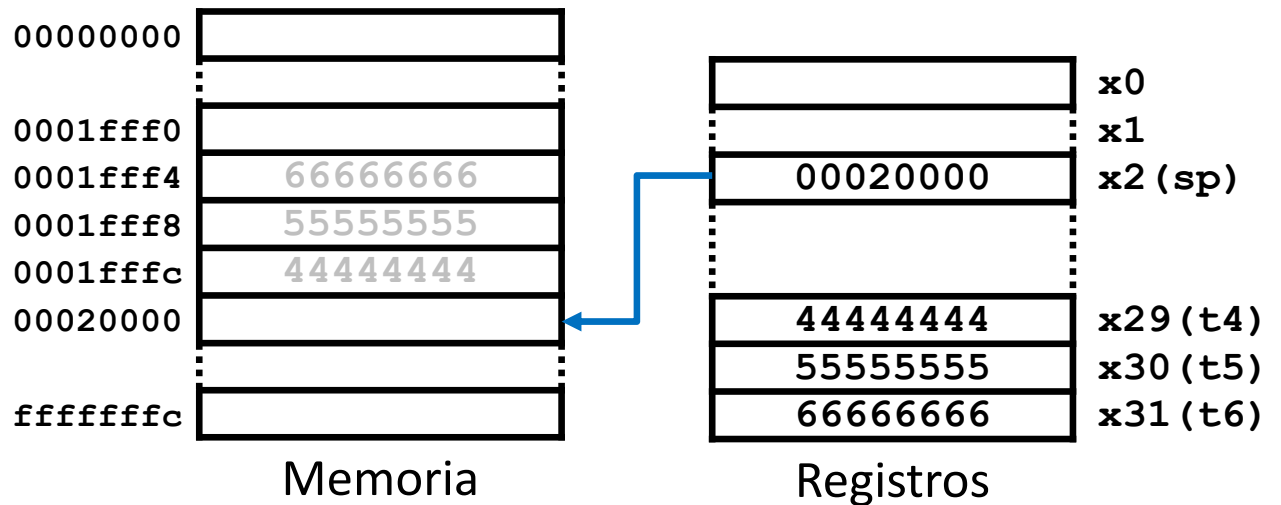 00000000
0001fff0
0001fff4 66666666
0001fff8 55555555
0001fffc 44444444
00020000
fffffffc
Memoria
x0
x1
00020000 x2(sp)
44444444 x29(t4)
55555555 x30(t5)
66666666 x31(t6)
Registros